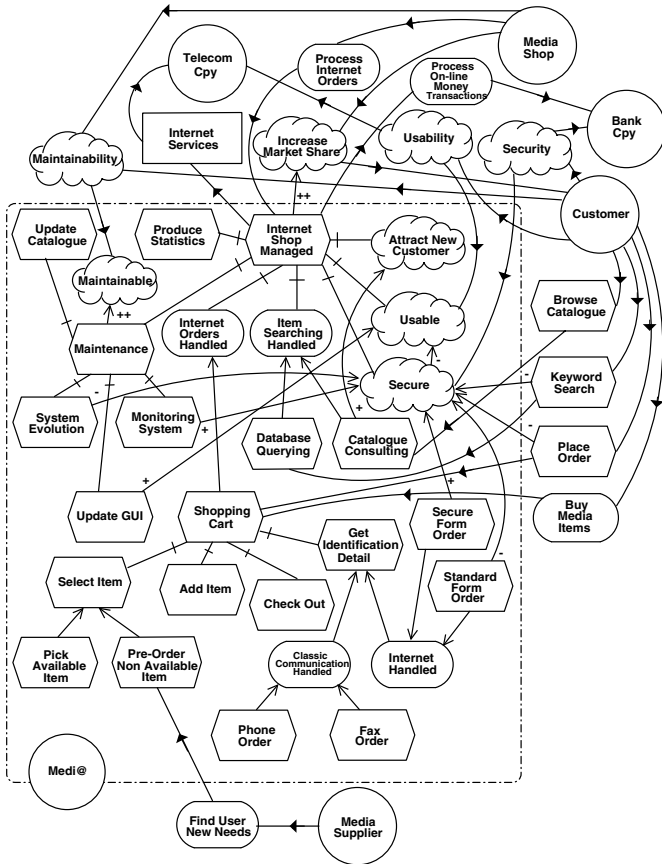 Media
Shop
Telecom
Cpy
Process
Internet
Orders
Process
On-line
Money
Transactions
Bank
Cpy
Internet
Services
Increase
Market Share
Usability
Security
Maintainability
++
Customer
Update
Catalogue
Produce
Statistics
Internet
Shop
Managed
Attract New
Customer
Maintainable
++
Browse
Catalogue
Internet
Orders
Handled
Item
Searching
Handled
Usable
Maintenance
-
Secure
-
Keyword
Search
System
Evolution
-
Monitoring
System
+
+
Database
Querying
Catalogue
Consulting
-
Place
Order
+
+
Update GUI
Shopping
Cart
Get
Identification
Detail
Secure
Form
Order
Buy
Media
Items
-
Select Item
Add Item
Check Out
Standard
Form
Order
Pick
Available
Item
Pre-Order
Non Available
Item
Classic
Communication
Handled
Internet
Handled
Phone
Order
Fax
Order
Medi@
Find User
New Needs
Media
Supplier